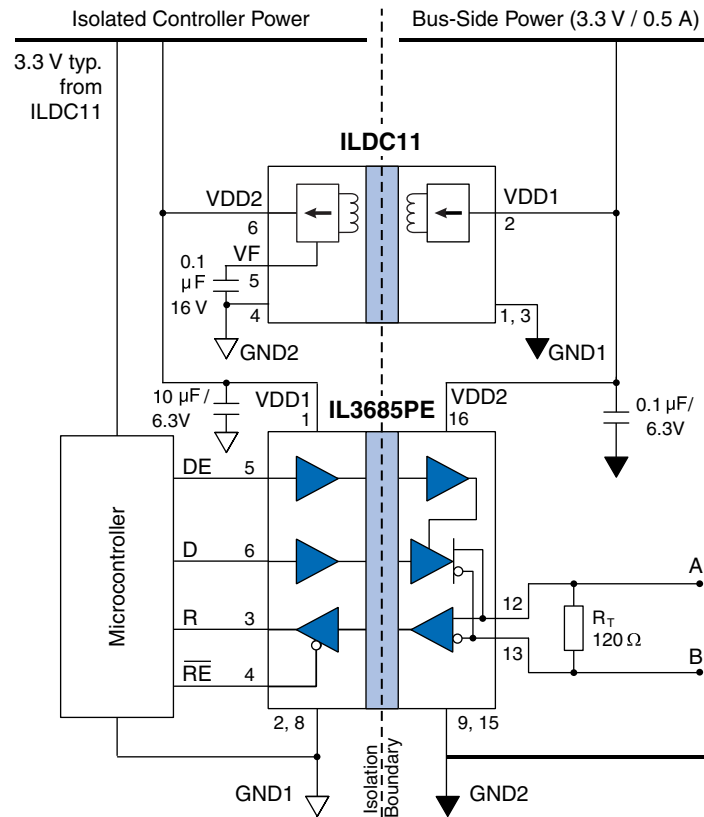 Isolated Controller Power
Bus-Side Power (3.3 V / 0.5 A)
3.3 V typ.
from
ILDC11
ILDC11
VDD2
6
VDD1
2
VF
5
0.1
µF
16 V
4
1, 3
GND2
GND1
10 µF/
6.3V
VDD1
1
IL3685PE
VDD2
16
0.1 µF/
6.3V
Microcontroller
DE
5
D
6
R
3
RE
4
12
13
A
R_T
120 Ω
B
2, 8
9, 15
GND1
Isolation
Boundary
GND2